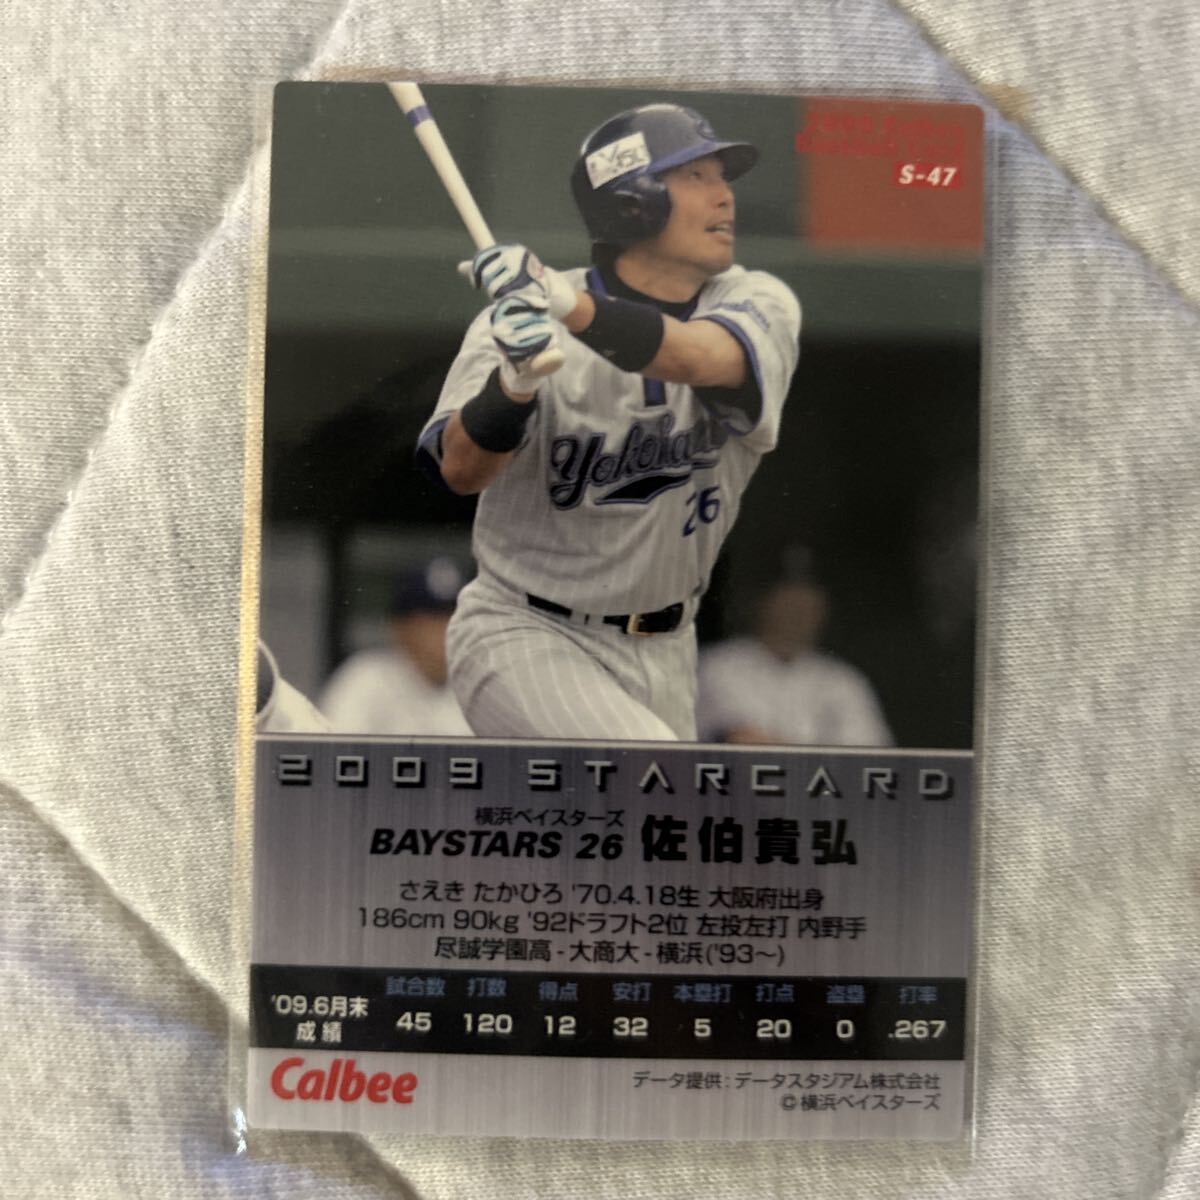 2009 Calbee
Baseball Card
S-47
Yokohama
26
2009 STARCARD
横浜ベイスターズ
BAYSTARS 26 佐伯貴弘
さえき たかひろ '70.4.18生 大阪府出身
186cm 90kg '92ドラフト2位 左投左打 内野手
尽誠学園高 - 大商大 - 横浜('93～)
試合数 打数 得点 安打 本塁打 打点 盗塁 打率
'09.6月末
成績
45 120 12 32 5 20 0 .267
Calbee
データ提供：データスタジアム株式会社
©横浜ベイスターズ